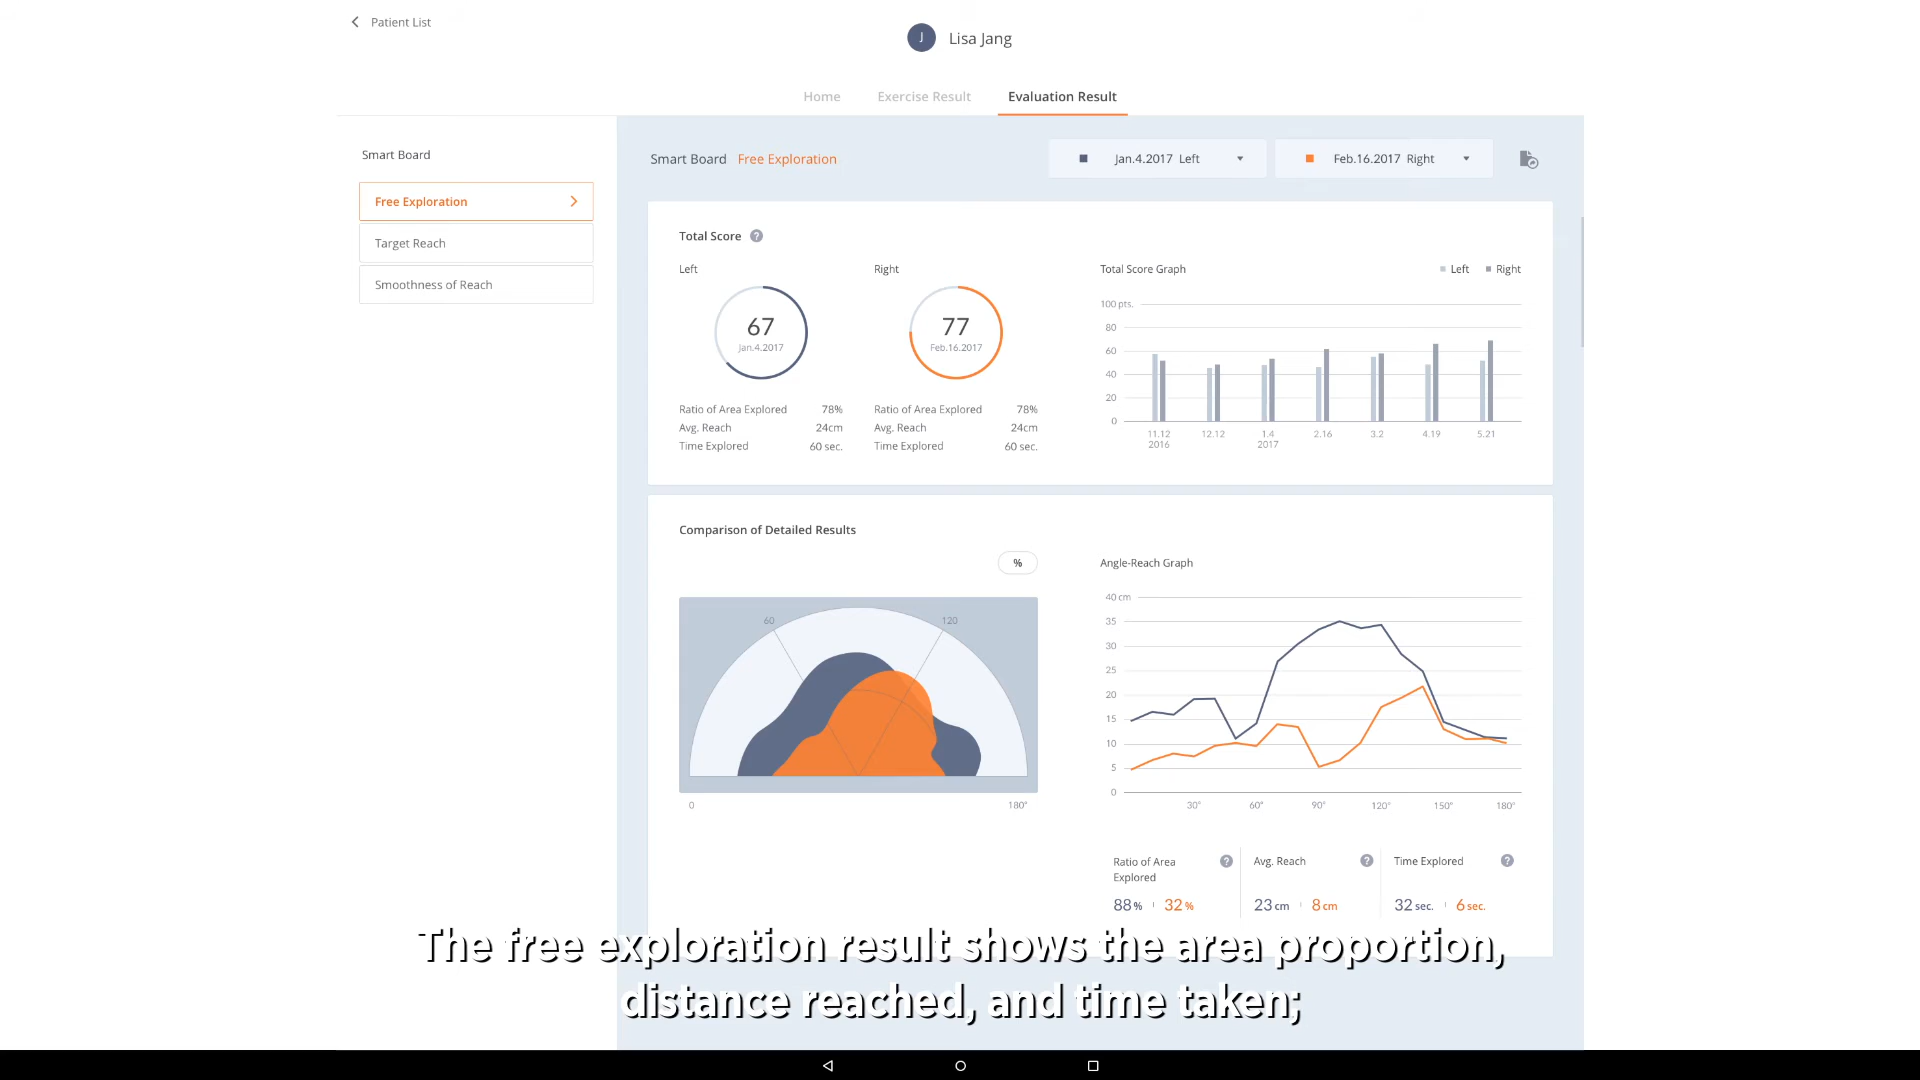 Patient List
J
Lisa Jang
Home
Exercise Result
Evaluation Result
Smart Board
Free Exploration
Target Reach
Smoothness of Reach
Smart Board Free Exploration
Jan.4.2017 Left
Feb.16.2017 Right
Total Score ?
Left
67
Jan.4.2017
Ratio of Area Explored 78%
Avg. Reach 24cm
Time Explored 60 sec.
Right
77
Feb.16.2017
Ratio of Area Explored 78%
Avg. Reach 24cm
Time Explored 60 sec.
Total Score Graph
Left Right
100 pts.
80
60
40
20
0
11.12 12.12 1.4 2.16 3.2 4.19 5.21
2016 2017
Comparison of Detailed Results
%
60 120
0 180°
Angle-Reach Graph
40 cm
35
30
25
20
15
10
5
0
30° 60° 90° 120° 150° 180°
Ratio of Area
Explored
?
88% 32%
Avg. Reach ?
23 cm 8 cm
Time Explored ?
32 sec. 6 sec.
The free exploration result shows the area proportion,
distance reached, and time taken;